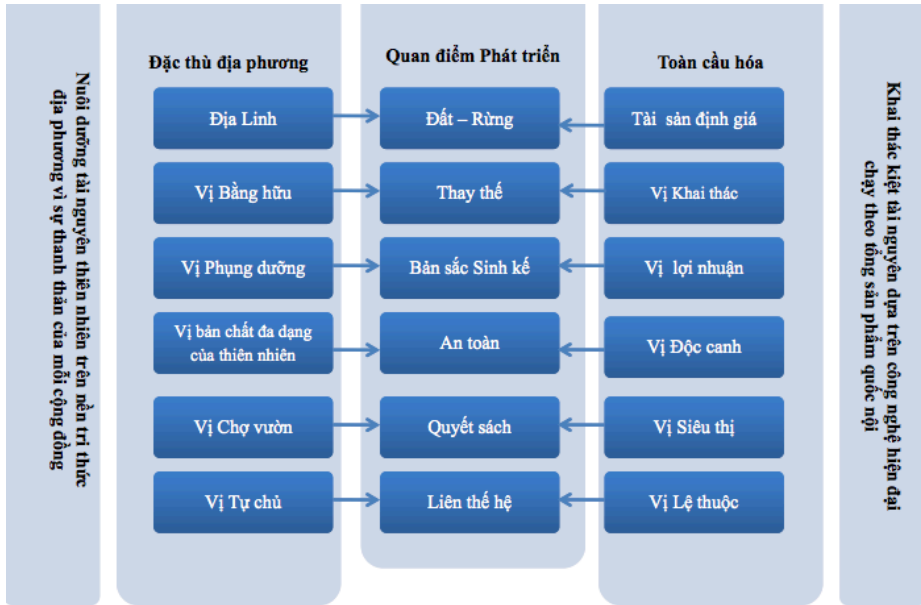 Nuôi dưỡng tài nguyên thiên nhiên trên nền tri thức
địa phương vì sự thanh thản của mỗi cộng đồng
Đặc thù địa phương
Quan điểm Phát triển
Toàn cầu hóa
Địa Linh
Đất – Rừng
Tài sản định giá
Vị Bằng hữu
Thay thế
Vị Khai thác
Vị Phụng dưỡng
Bản sắc Sinh kế
Vị lợi nhuận
Vị bản chất đa dạng
của thiên nhiên
An toàn
Vị Độc canh
Vị Chợ vườn
Quyết sách
Vị Siêu thị
Vị Tự chủ
Liên thế hệ
Vị Lệ thuộc
Khai thác kiệt tài nguyên dựa trên công nghệ hiện đại
chạy theo tổng sản phẩm quốc nội